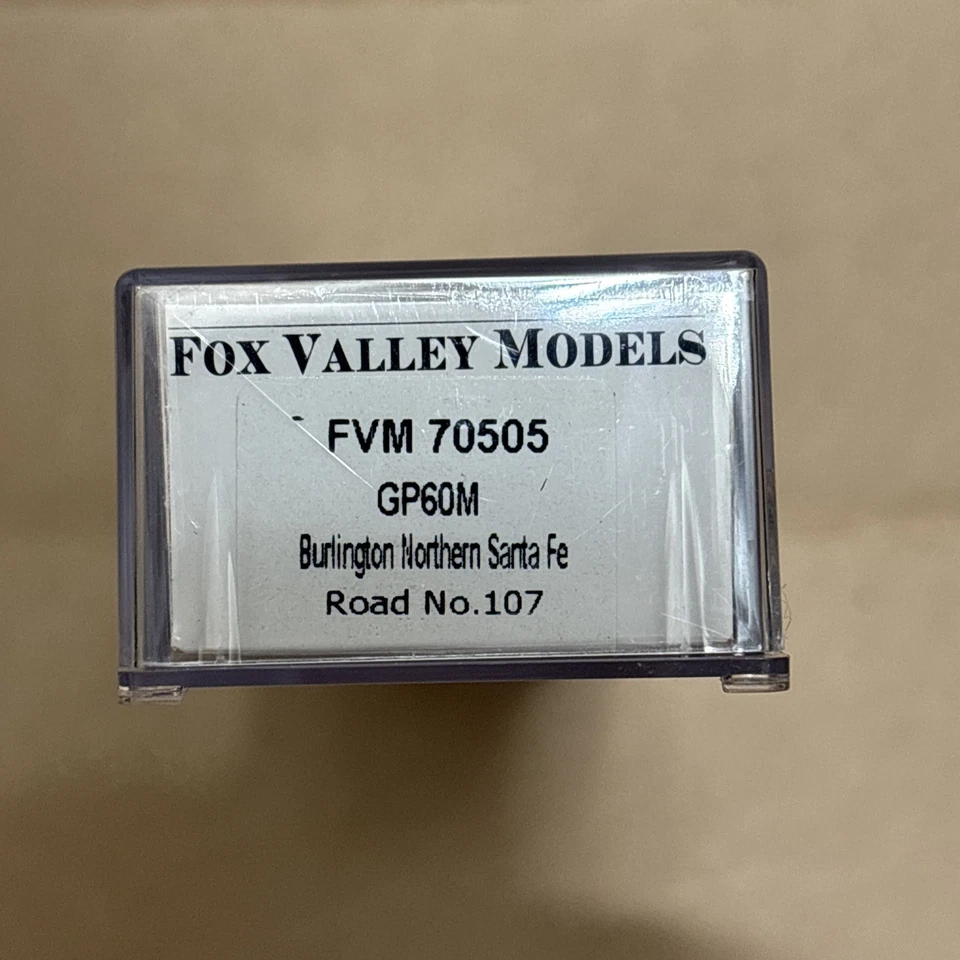 FOX VALLEY MODELS
FVM 70505
GP60M
Burlington Northern Santa Fe
Road No.107